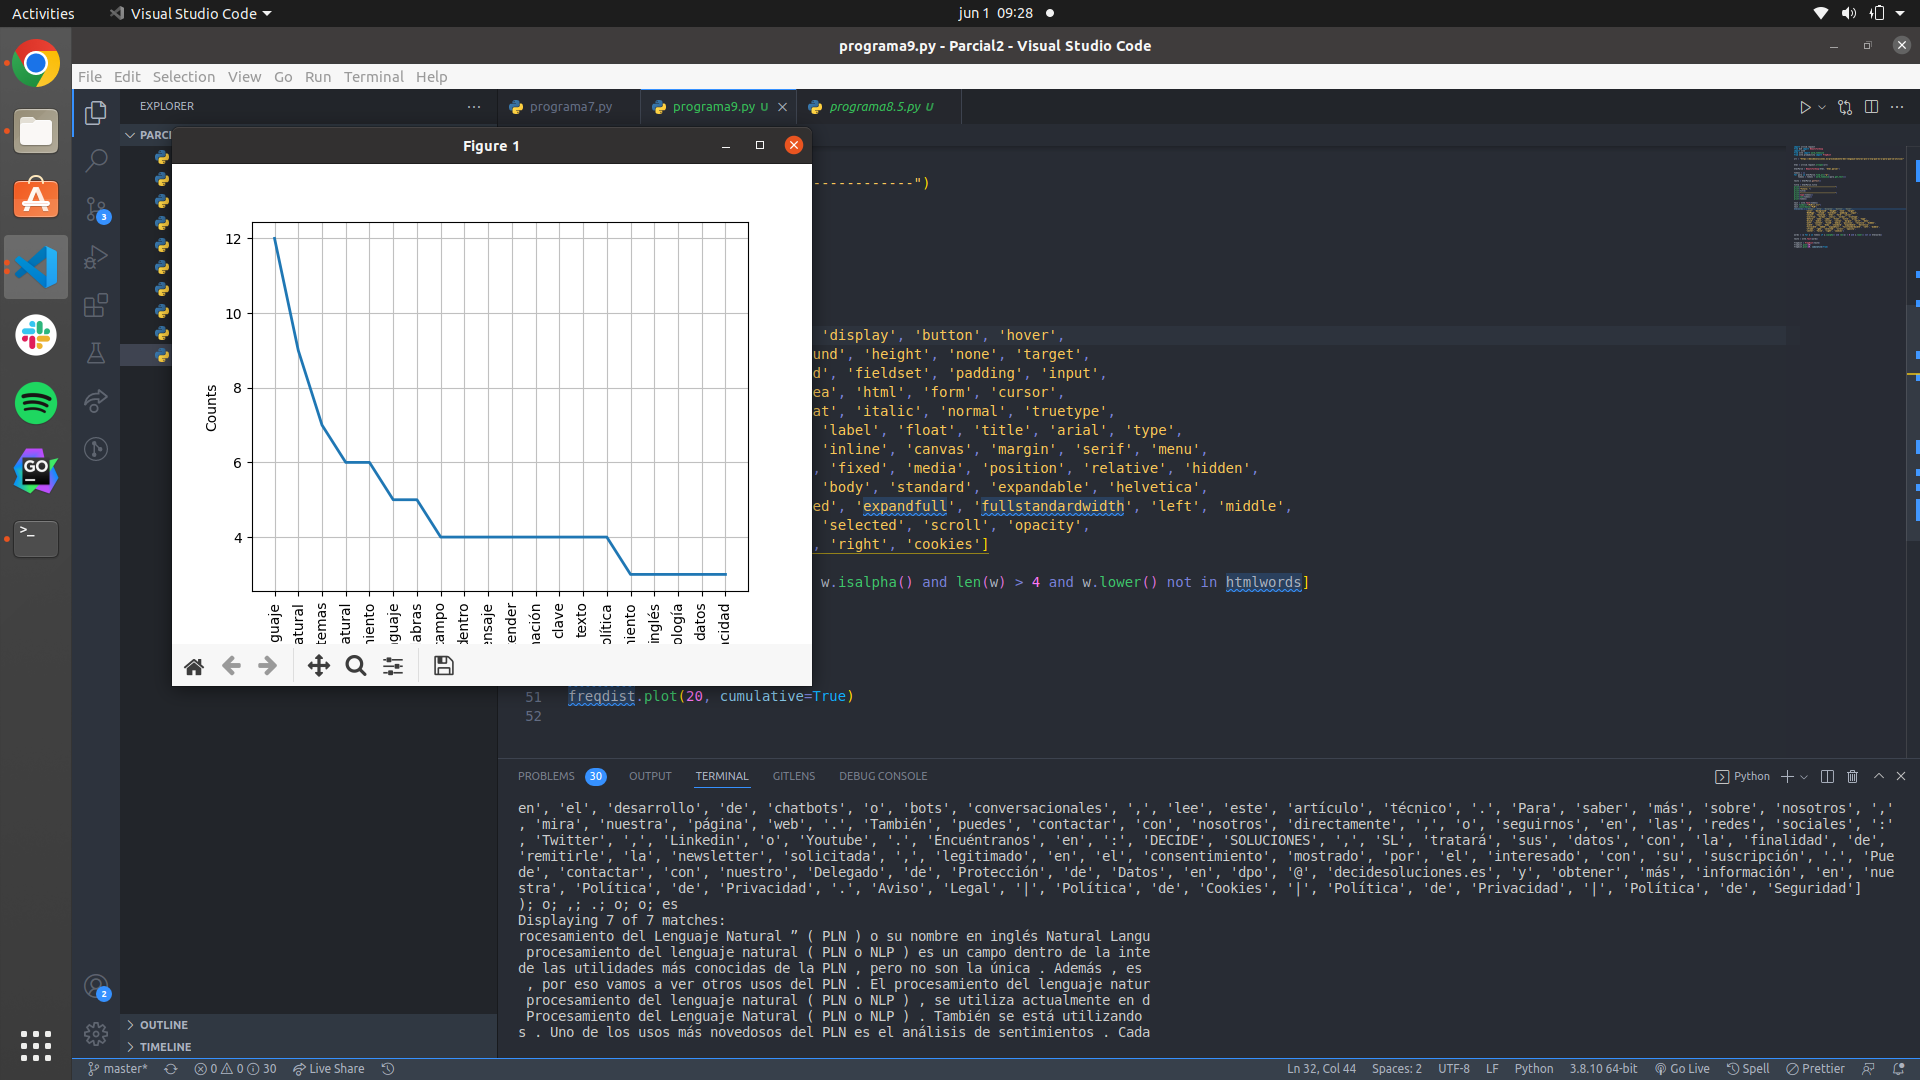 Activities
Visual Studio Code
jun 1 09:28
programa9.py - Parcial2 - Visual Studio Code
File Edit Selection View Go Run Terminal Help
EXPLORER
programa7.py
programa9.py U
programa8.5.py U
PARCI
Figure 1
------------")
12
10
8
6
4
Counts
guaje
atural
temas
atural
niento
nguaje
abras
campo
dentro
ensaje
ender
nación
clave
texto
olítica
niento
inglés
ología
datos
acidad
'display', 'button', 'hover',
und', 'height', 'none', 'target',
d', 'fieldset', 'padding', 'input',
ea', 'html', 'form', 'cursor',
at', 'italic', 'normal', 'truetype',
'label', 'float', 'title', 'arial', 'type',
'inline', 'canvas', 'margin', 'serif', 'menu',
, 'fixed', 'media', 'position', 'relative', 'hidden',
'body', 'standard', 'expandable', 'helvetica',
ed', 'expandfull', 'fullstandardwidth', 'left', 'middle',
'selected', 'scroll', 'opacity',
, 'right', 'cookies']
w.isalpha() and len(w) > 4 and w.lower() not in htmlwords]
51 freqdist.plot(20, cumulative=True)
52
3
GO
PROBLEMS 30 OUTPUT TERMINAL GITLENS DEBUG CONSOLE
Python
en', 'el', 'desarrollo', 'de', 'chatbots', 'o', 'bots', 'conversacionales', ',', 'lee', 'este', 'artículo', 'técnico', '.', 'Para', 'saber', 'más', 'sobre', 'nosotros', ','
, 'mira', 'nuestra', 'página', 'web', '.', 'También', 'puedes', 'contactar', 'con', 'nosotros', 'directamente', ',', 'o', 'seguirnos', 'en', 'las', 'redes', 'sociales', ':'
, 'Twitter', ',', 'Linkedin', 'o', 'Youtube', '.', 'Encuéntranos', 'en', ':', 'DECIDE', 'SOLUCIONES', ',', 'SL', 'tratará', 'sus', 'datos', 'con', 'la', 'finalidad', 'de',
'remitirle', 'la', 'newsletter', 'solicitada', ',', 'legitimado', 'en', 'el', 'consentimiento', 'mostrado', 'por', 'el', 'interesado', 'con', 'su', 'suscripción', '.', 'Pue
de', 'contactar', 'con', 'nuestro', 'Delegado', 'de', 'Protección', 'de', 'Datos', 'en', 'dpo', '@', 'decidesoluciones.es', 'y', 'obtener', 'más', 'información', 'en', 'nue
stra', 'Política', 'de', 'Privacidad', '.', 'Aviso', 'Legal', '|', 'Política', 'de', 'Cookies', '|', 'Política', 'de', 'Privacidad', '|', 'Política', 'de', 'Seguridad']
); o; ,; .; o; o; es
Displaying 7 of 7 matches:
rocesamiento del Lenguaje Natural ” ( PLN ) o su nombre en inglés Natural Langu
procesamiento del lenguaje natural ( PLN o NLP ) es un campo dentro de la inte
de las utilidades más conocidas de la PLN , pero no son la única . Además , es
, por eso vamos a ver otros usos del PLN . El procesamiento del lenguaje natur
procesamiento del lenguaje natural ( PLN o NLP ) , se utiliza actualmente en d
Procesamiento del Lenguaje Natural ( PLN o NLP ) . También se está utilizando
s . Uno de los usos más novedosos del PLN es el análisis de sentimientos . Cada
2
OUTLINE
TIMELINE
master* 0 0 30 Live Share
Ln 32, Col 44 Spaces: 2 UTF-8 LF Python 3.8.10 64-bit Go Live Spell Prettier